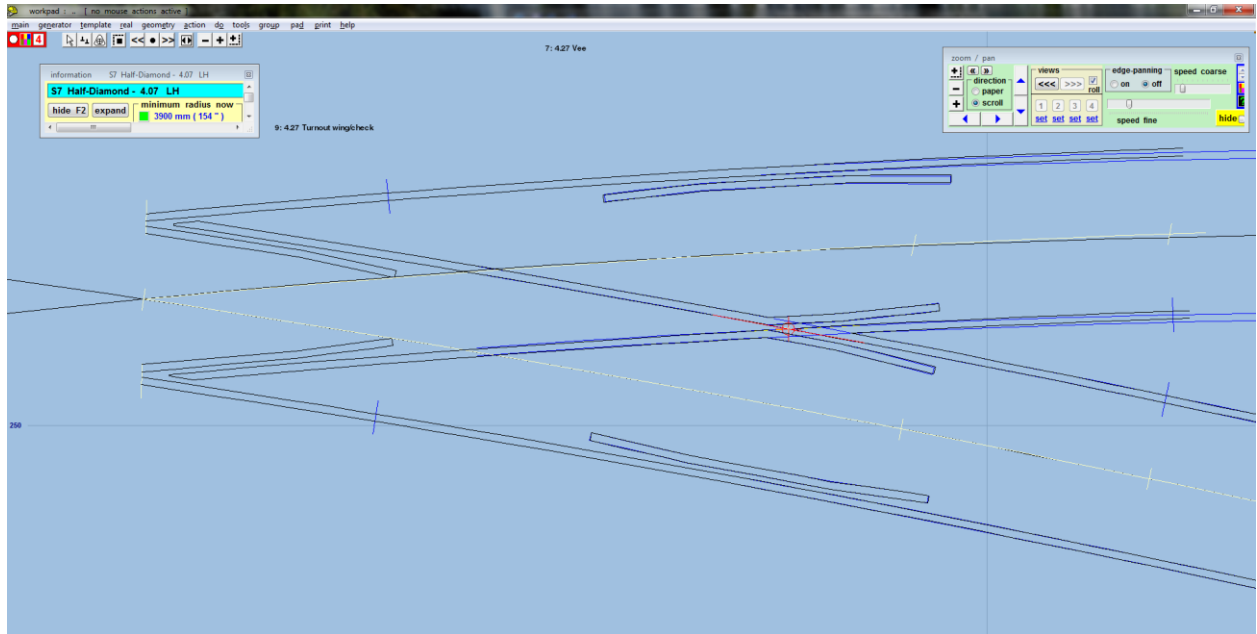 workpad : .. [ no mouse actions active ]
main generator template real geometry action do tools group pad print help
4 << >> − +
7: 4.27 Vee
information S7 Half-Diamond - 4.07 LH
S7 Half-Diamond - 4.07 LH
hide F2 expand minimum radius now
3900 mm ( 154 " )
9: 4.27 Turnout wing/check
zoom / pan
« » direction
paper
scroll
views
<<< >>> roll
1 2 3 4
set set set set
edge-panning
on off
speed coarse
speed fine
hide
250